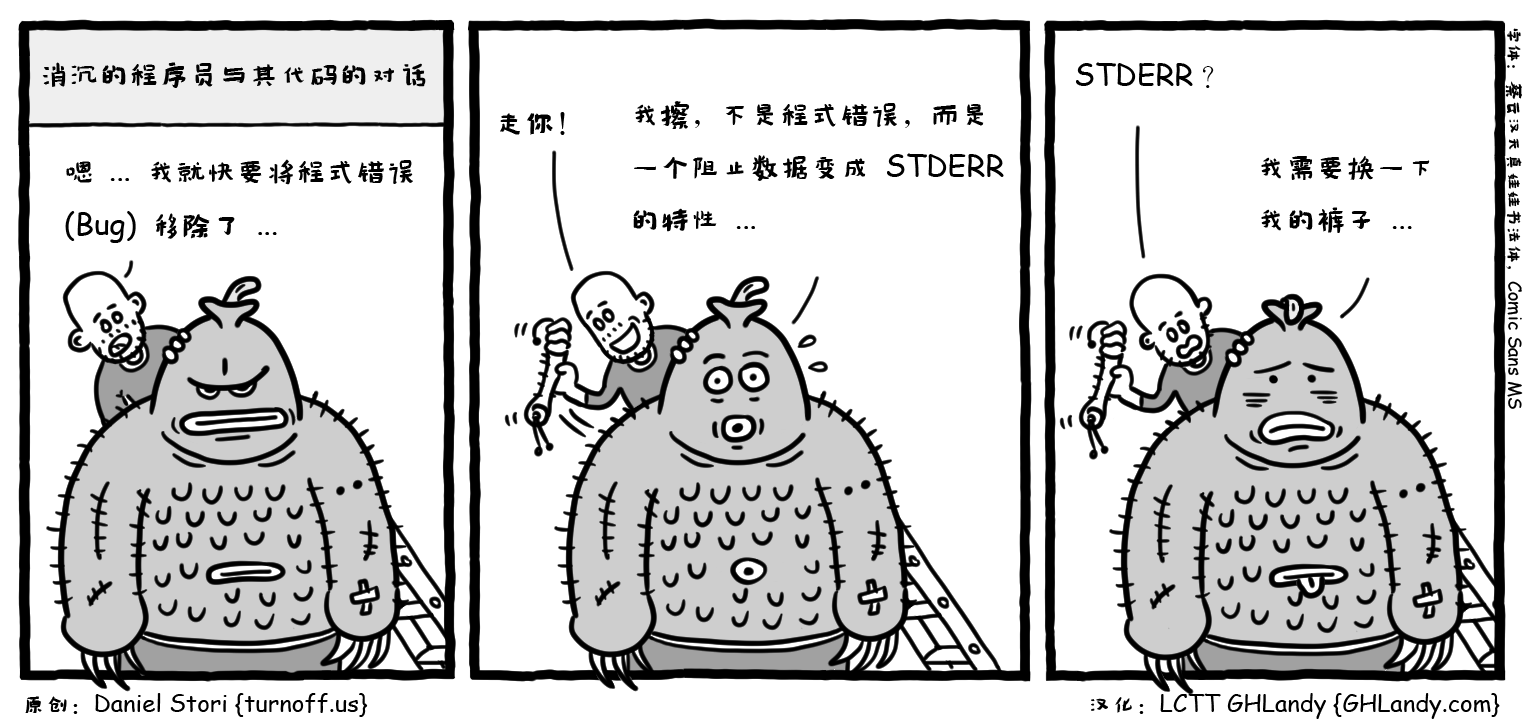 消沉的程序员与其代码的对话
嗯 ... 我就快要将程式错误
(Bug) 移除了 ...
走你！
我擦，不是程式错误，而是
一个阻止数据变成 STDERR
的特性 ...
STDERR？
我需要换一下
我的裤子 ...
字体：蔡云汉天真娃娃书法体，Comic Sans MS
原创：Daniel Stori {turnoff.us}
汉化：LCTT GHLandy {GHLandy.com}